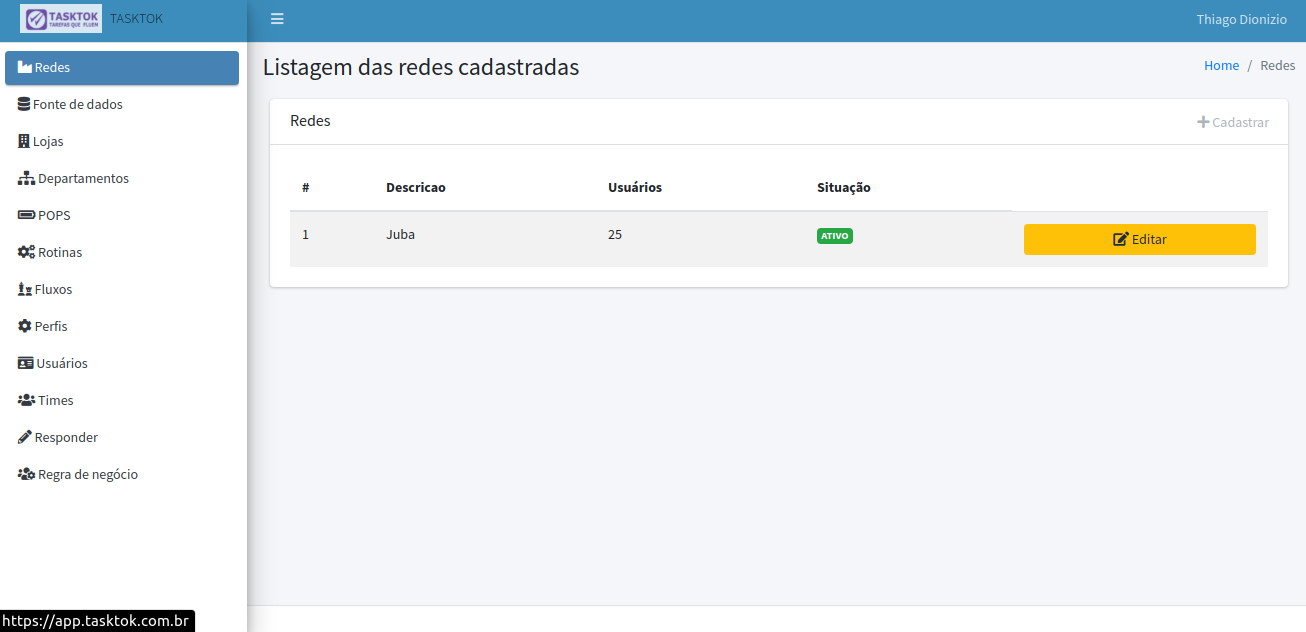 TASKTOK
TAREFAS QUE FLUEM
TASKTOK
Thiago Dionizio
Redes
Fonte de dados
Lojas
Departamentos
POPS
Rotinas
Fluxos
Perfis
Usuários
Times
Responder
Regra de negócio
Listagem das redes cadastradas
Home / Redes
Redes
Cadastrar
# Descricao Usuários Situação
1 Juba 25 ATIVO Editar
https://app.tasktok.com.br